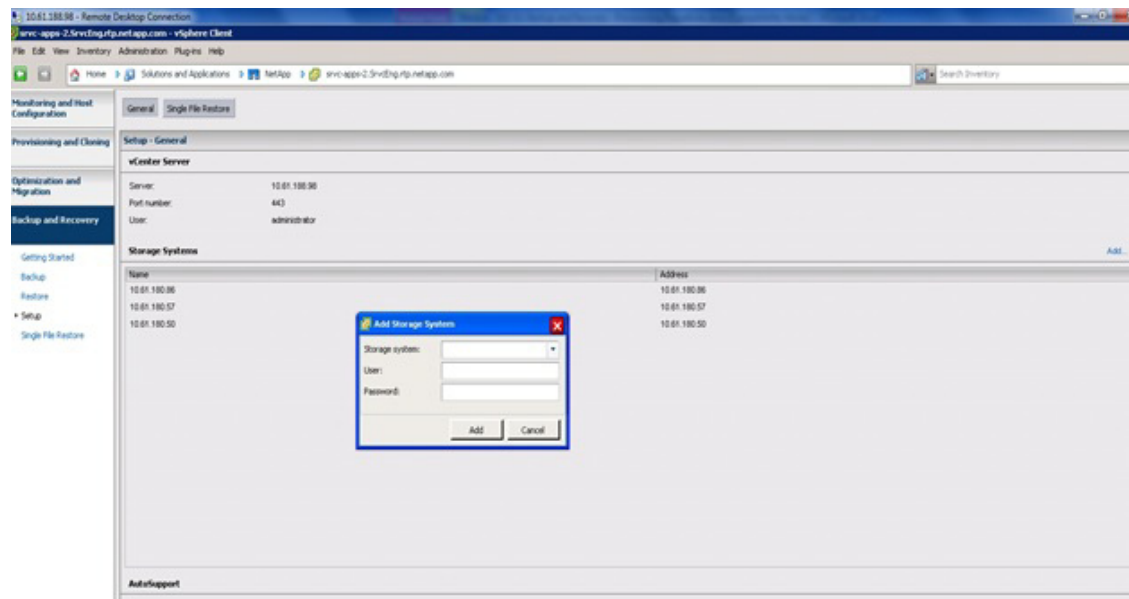 10.61.188.98 - Remote Desktop Connection
srvc-apps-2.SrvcEng.rtp.netapp.com - vSphere Client
File Edit View Inventory Administration Plug-ins Help
Home Solutions and Applications NetApp srvc-apps-2.SrvcEng.rtp.netapp.com Search Inventory
Monitoring and Host Configuration
Provisioning and Cloning
Optimization and Migration
Backup and Recovery
Getting Started
Backup
Restore
Setup
Single File Restore
General Single File Restore
Setup - General
vCenter Server
Server: 10.61.188.98
Port number: 443
User: administrator
Storage Systems Add...
Name Address
10.61.180.86 10.61.180.86
10.61.180.57 10.61.180.57
10.61.180.50 10.61.180.50
Add Storage System
Storage system:
User:
Password:
Add Cancel
AutoSupport